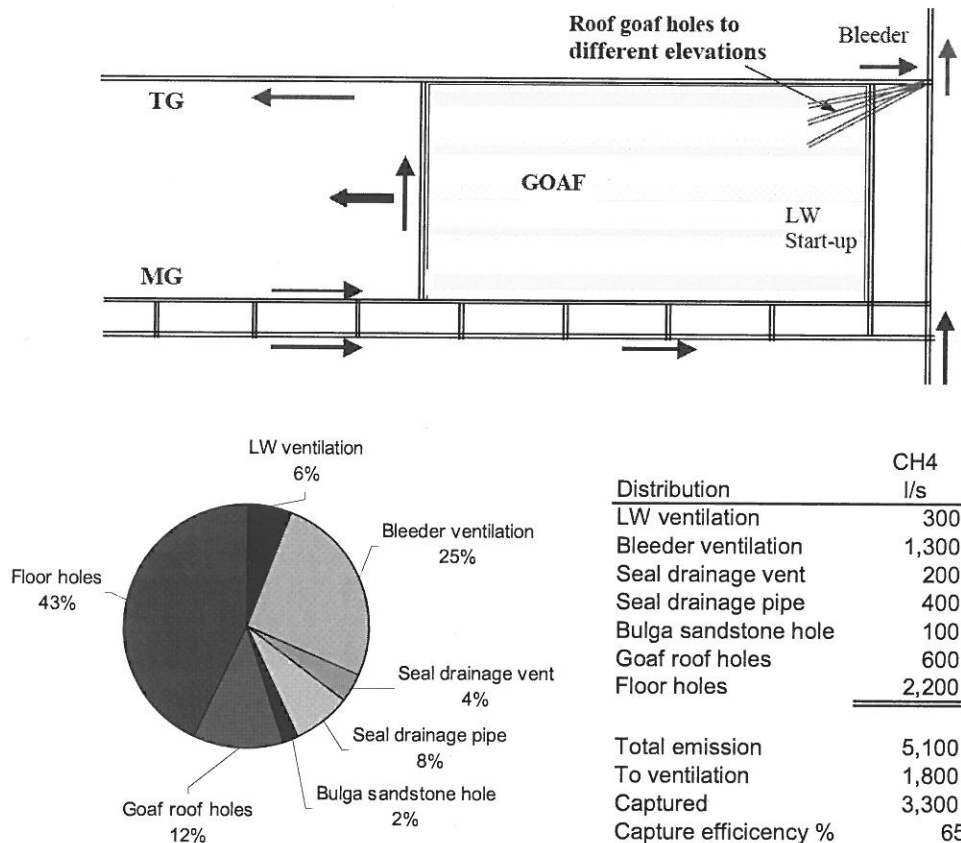 Roof goaf holes to
different elevations
Bleeder
TG
GOAF
LW
Start-up
MG
LW ventilation
6%
Bleeder ventilation
25%
Floor holes
43%
Seal drainage vent
4%
Seal drainage pipe
8%
Bulga sandstone hole
2%
Goaf roof holes
12%
CH4
Distribution l/s
LW ventilation 300
Bleeder ventilation 1,300
Seal drainage vent 200
Seal drainage pipe 400
Bulga sandstone hole 100
Goaf roof holes 600
Floor holes 2,200
Total emission 5,100
To ventilation 1,800
Captured 3,300
Capture efficicency % 65